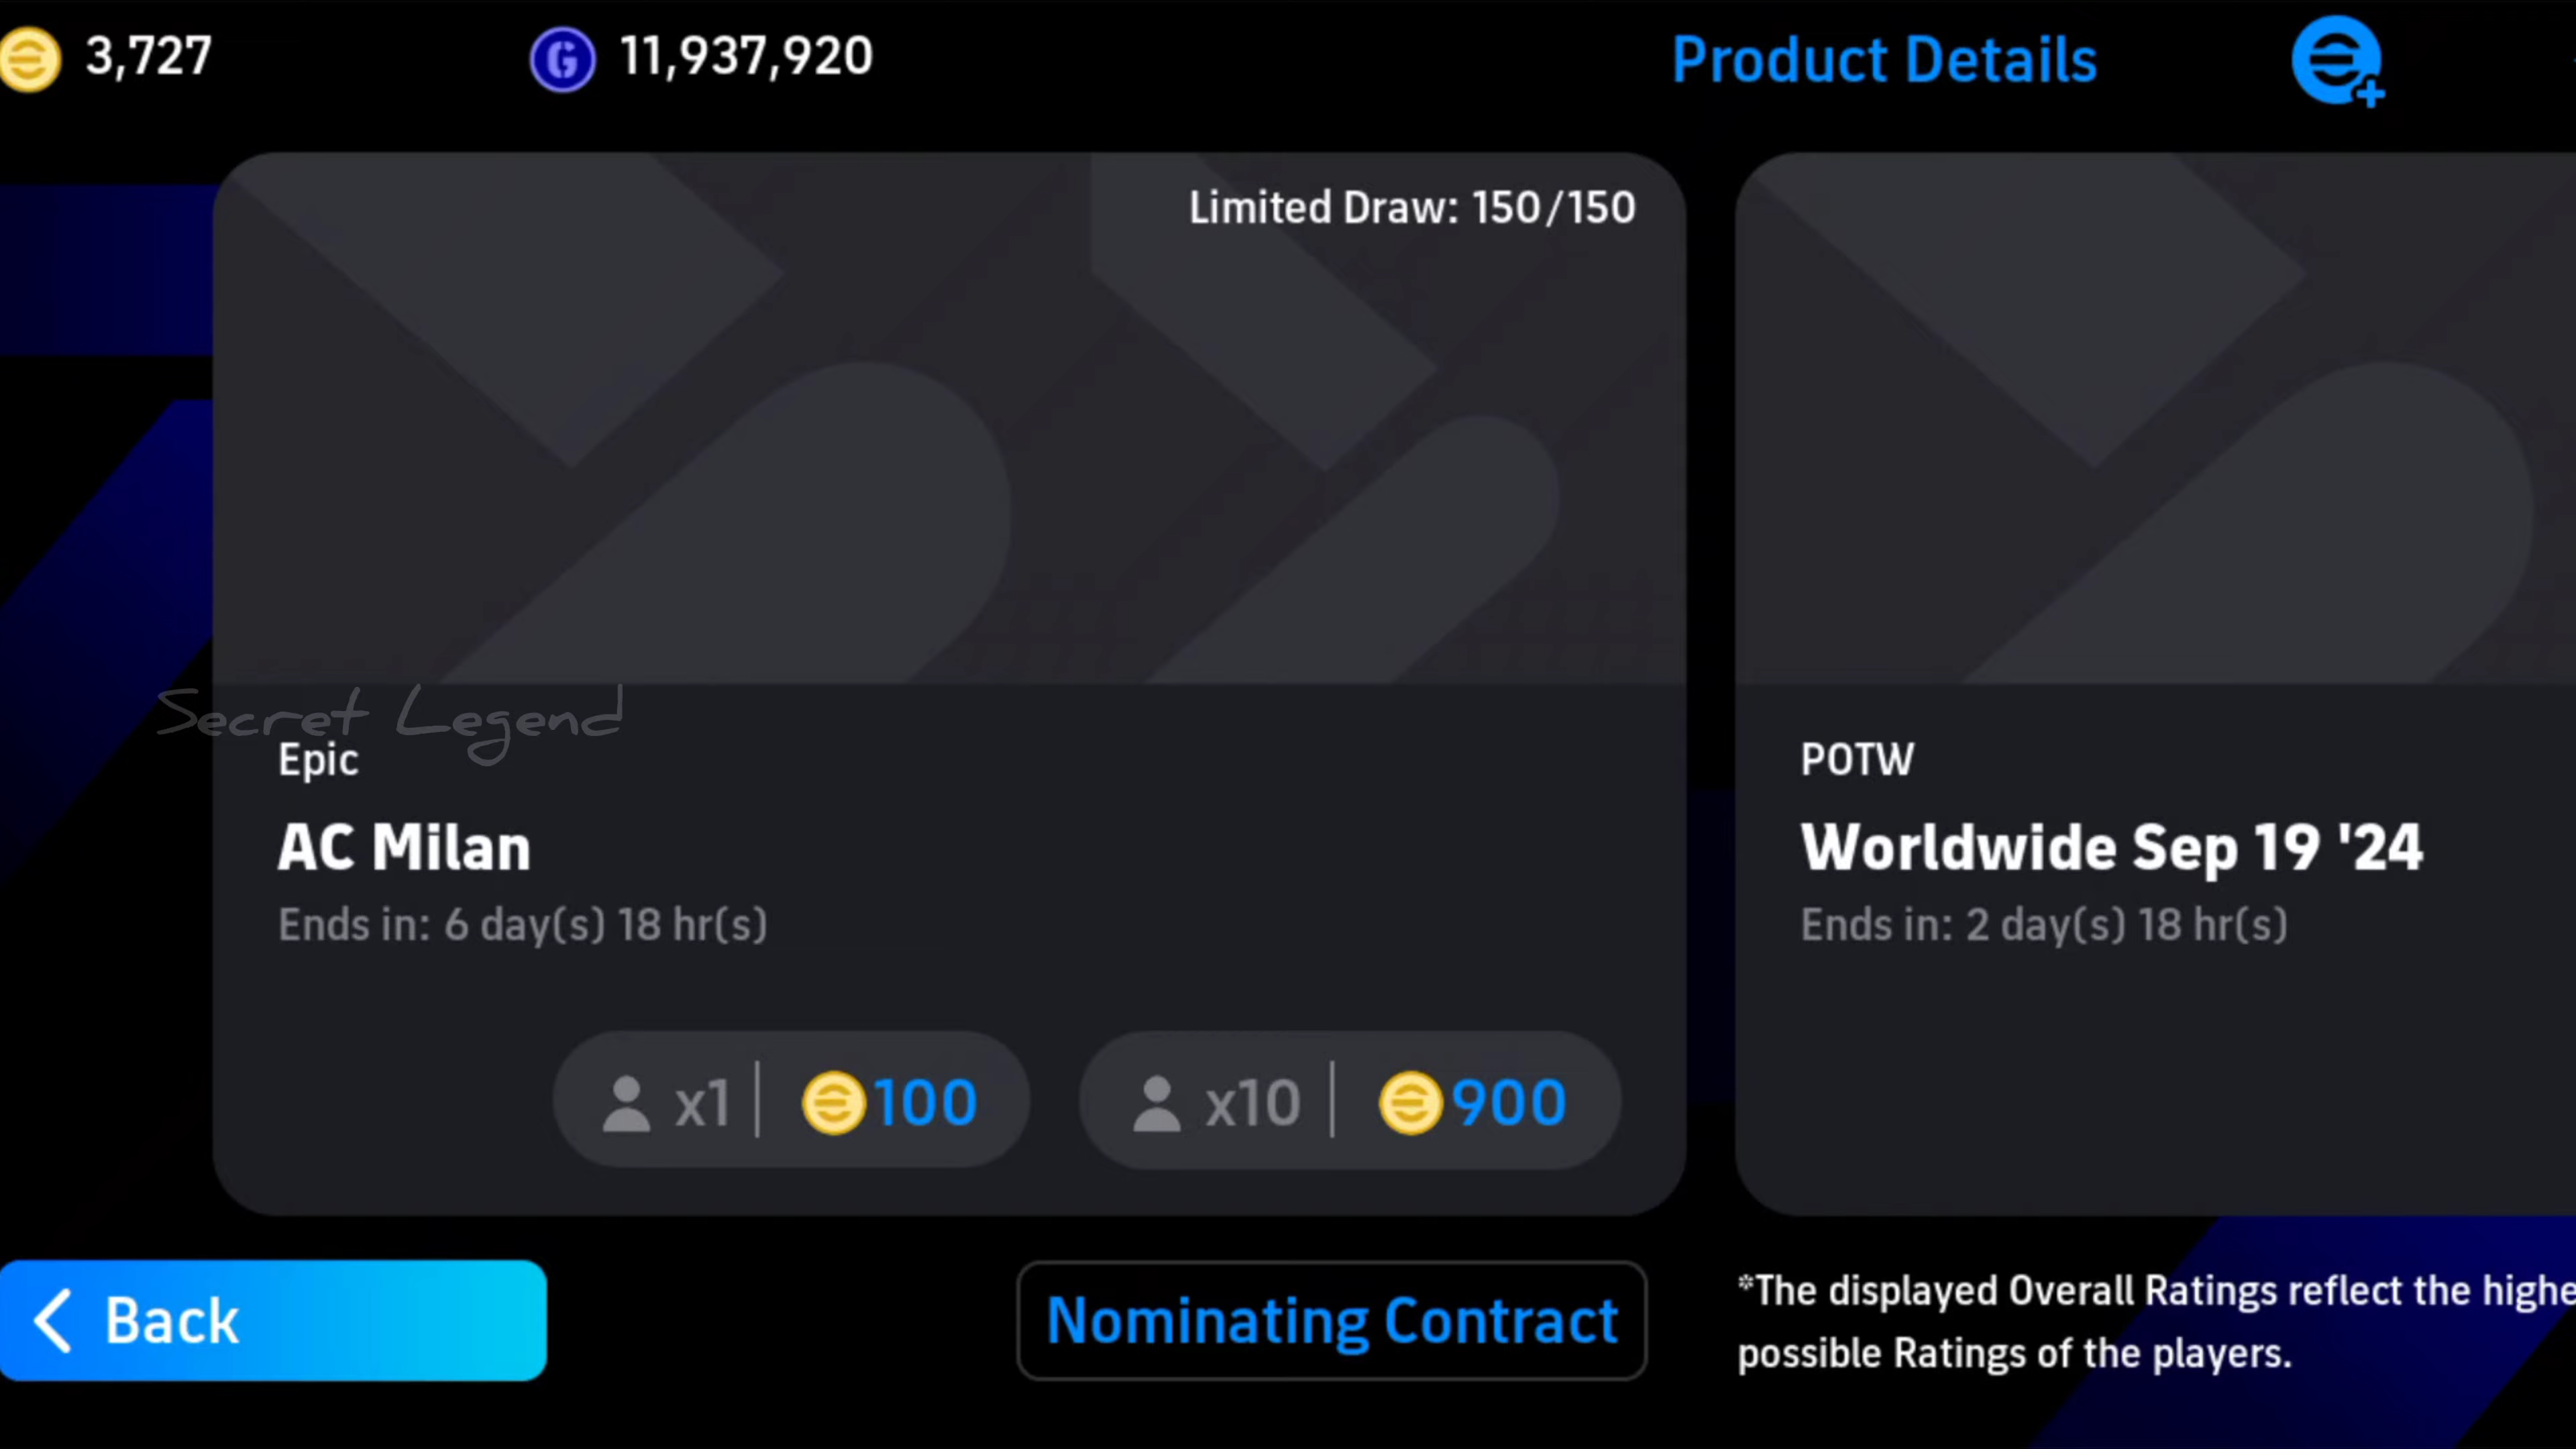 3,727
11,937,920
Product Details
Limited Draw: 150/150
Secret Legend
Epic
AC Milan
Ends in: 6 day(s) 18 hr(s)
x1 | 100
x10 | 900
POTW
Worldwide Sep 19 '24
Ends in: 2 day(s) 18 hr(s)
Back
Nominating Contract
*The displayed Overall Ratings reflect the
possible Ratings of the players.